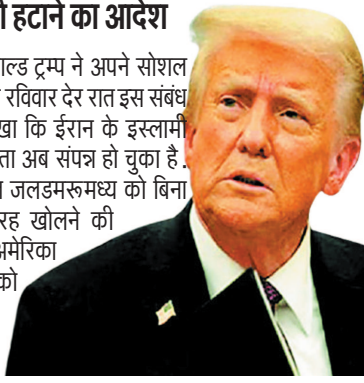 हटाने का आदेश
ाल्ड ट्रम्प ने अपने सोशल
रविवार देर रात इस संबंध
खा कि ईरान के इस्लामी
ता अब संपन्न हो चुका है .
जलडमरूमध्य को बिना
रह खोलने की
अमेरिका
को